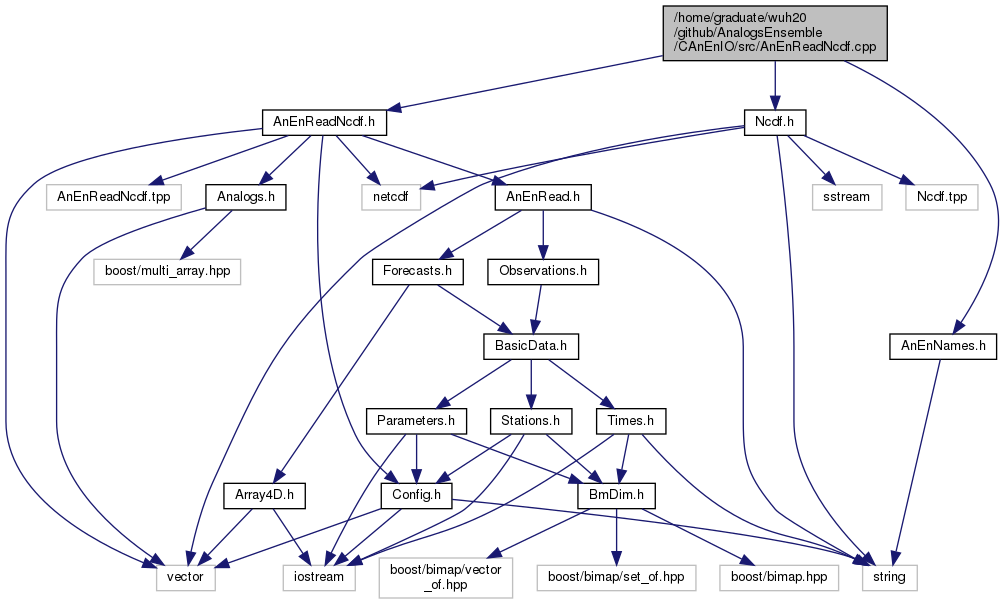 /home/graduate/wuh20
/github/AnalogsEnsemble
/CAnEnIO/src/AnEnReadNcdf.cpp
AnEnReadNcdf.h
Ncdf.h
AnEnReadNcdf.tpp
Analogs.h
netcdf
AnEnRead.h
sstream
Ncdf.tpp
boost/multi_array.hpp
Forecasts.h
Observations.h
BasicData.h
AnEnNames.h
Parameters.h
Stations.h
Times.h
Array4D.h
Config.h
BmDim.h
vector
iostream
boost/bimap/vector
_of.hpp
boost/bimap/set_of.hpp
boost/bimap.hpp
string